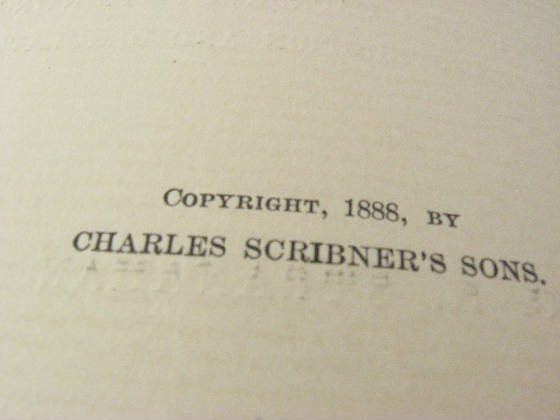 COPYRIGHT, 1888, BY
CHARLES SCRIBNER'S SONS.